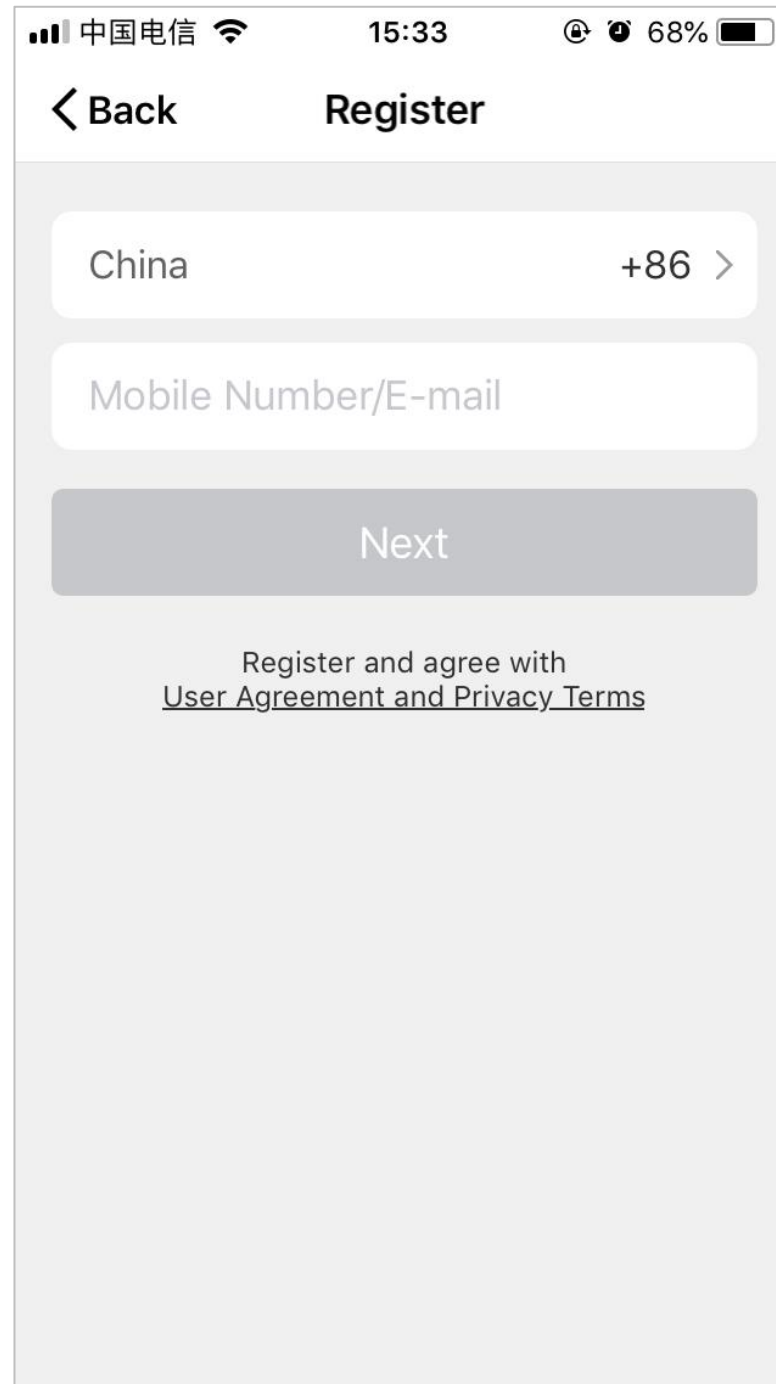 中国电信 15:33 68%
Back Register
China +86
Mobile Number/E-mail
Next
Register and agree with
User Agreement and Privacy Terms